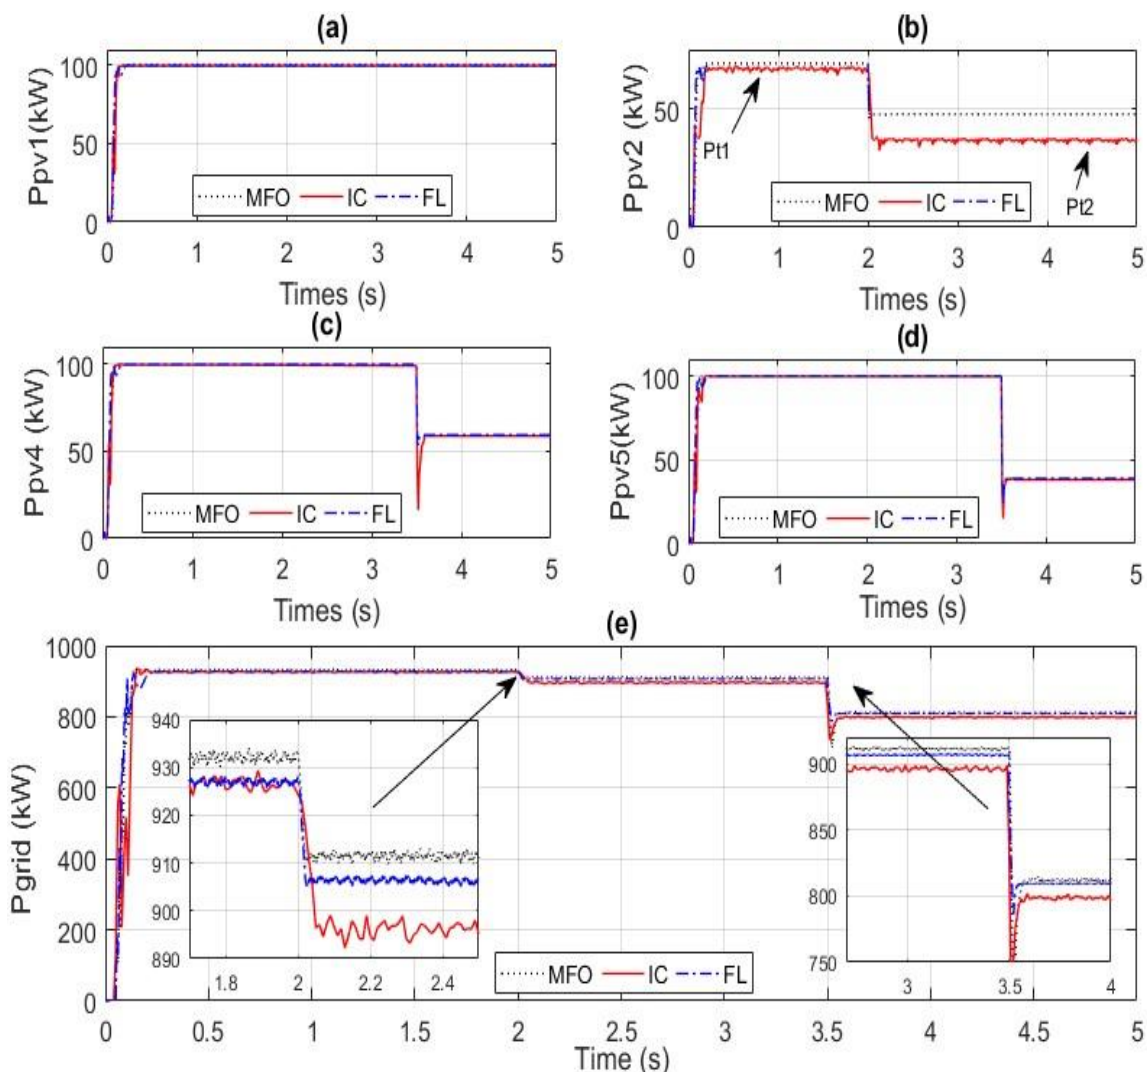 (a)
Ppv1(kW)
100
50
0
MFO IC FL
0 1 2 3 4 5
Times (s)
(b)
Ppv2 (kW)
50
0
Pt1
Pt2
MFO IC FL
0 1 2 3 4 5
Times (s)
(c)
Ppv4 (kW)
100
50
0
MFO IC FL
0 1 2 3 4 5
Times (s)
(d)
Ppv5(kW)
100
50
0
MFO IC FL
0 1 2 3 4 5
Times (s)
(e)
Pgrid (kW)
1000
800
600
400
200
0
940
930
920
910
900
890
1.8 2 2.2 2.4
900
850
800
750
3 3.5 4
MFO IC FL
0 0.5 1 1.5 2 2.5 3 3.5 4 4.5 5
Time (s)